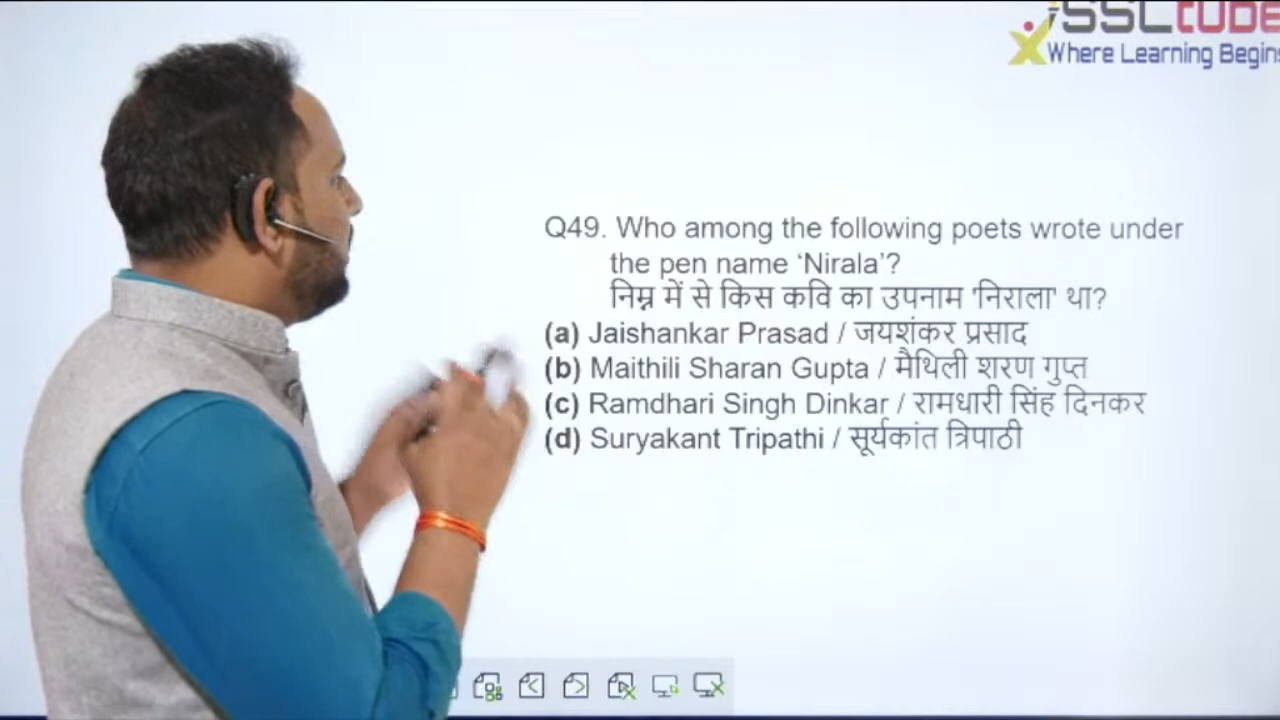 iSSLtube
Where Learning Begins
Q49. Who among the following poets wrote under
the pen name ‘Nirala’?
निम्न में से किस कवि का उपनाम 'निराला' था?
(a) Jaishankar Prasad / जयशंकर प्रसाद
(b) Maithili Sharan Gupta / मैथिली शरण गुप्त
(c) Ramdhari Singh Dinkar / रामधारी सिंह दिनकर
(d) Suryakant Tripathi / सूर्यकांत त्रिपाठी